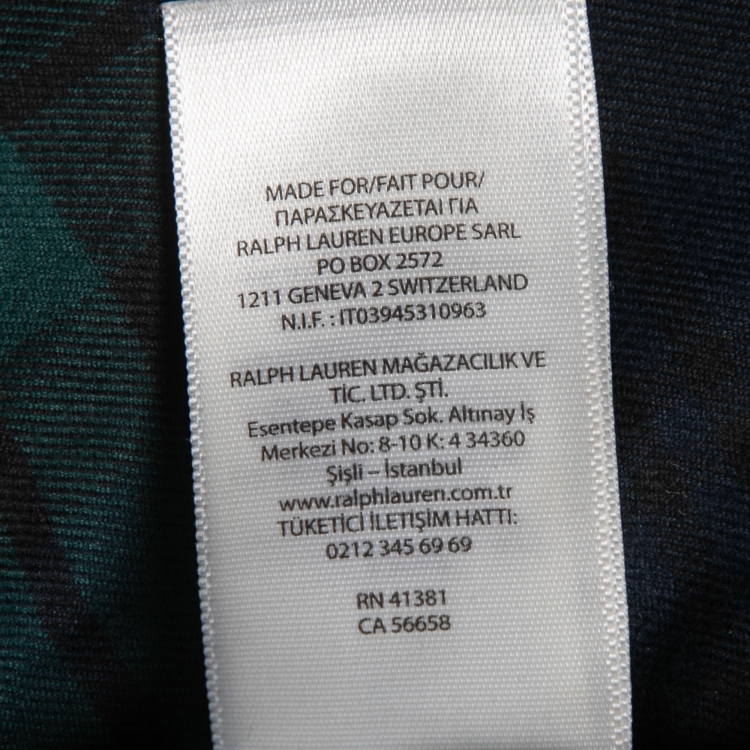 MADE FOR/FAIT POUR/
ΠΑΡΑΣΚΕΥΑΖΕΤΑΙ ΓΙΑ
RALPH LAUREN EUROPE SARL
PO BOX 2572
1211 GENEVA 2 SWITZERLAND
N.I.F. : IT03945310963
RALPH LAUREN MAĞAZACILIK VE
TİC. LTD. ŞTİ.
Esentepe Kasap Sok. Altınay İş
Merkezi No: 8-10 K: 4 34360
Şişli – İstanbul
www.ralphlauren.com.tr
TÜKETİCİ İLETİŞİM HATTI:
0212 345 69 69
RN 41381
CA 56658